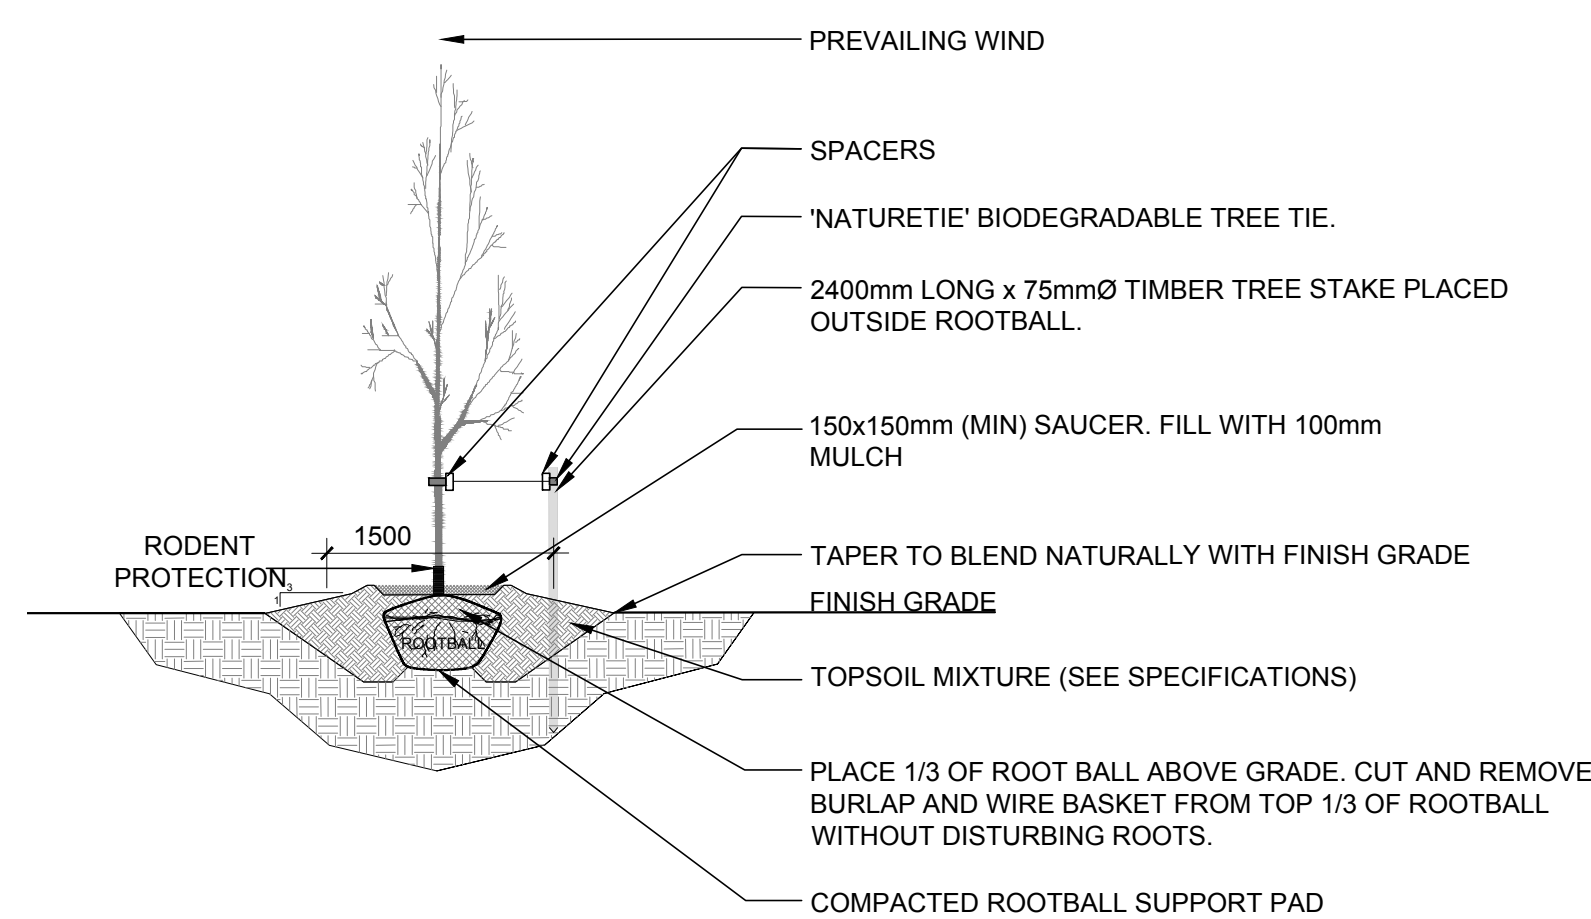 PREVAILING WIND
SPACERS
'NATURETIE' BIODEGRADABLE TREE TIE.
2400mm LONG x 75mmØ TIMBER TREE STAKE PLACED
OUTSIDE ROOTBALL.
150x150mm (MIN) SAUCER. FILL WITH 100mm
MULCH
1500
RODENT
PROTECTION
3
1
TAPER TO BLEND NATURALLY WITH FINISH GRADE
FINISH GRADE
ROOTBALL
TOPSOIL MIXTURE (SEE SPECIFICATIONS)
PLACE 1/3 OF ROOT BALL ABOVE GRADE. CUT AND REMOVE
BURLAP AND WIRE BASKET FROM TOP 1/3 OF ROOTBALL
WITHOUT DISTURBING ROOTS.
COMPACTED ROOTBALL SUPPORT PAD